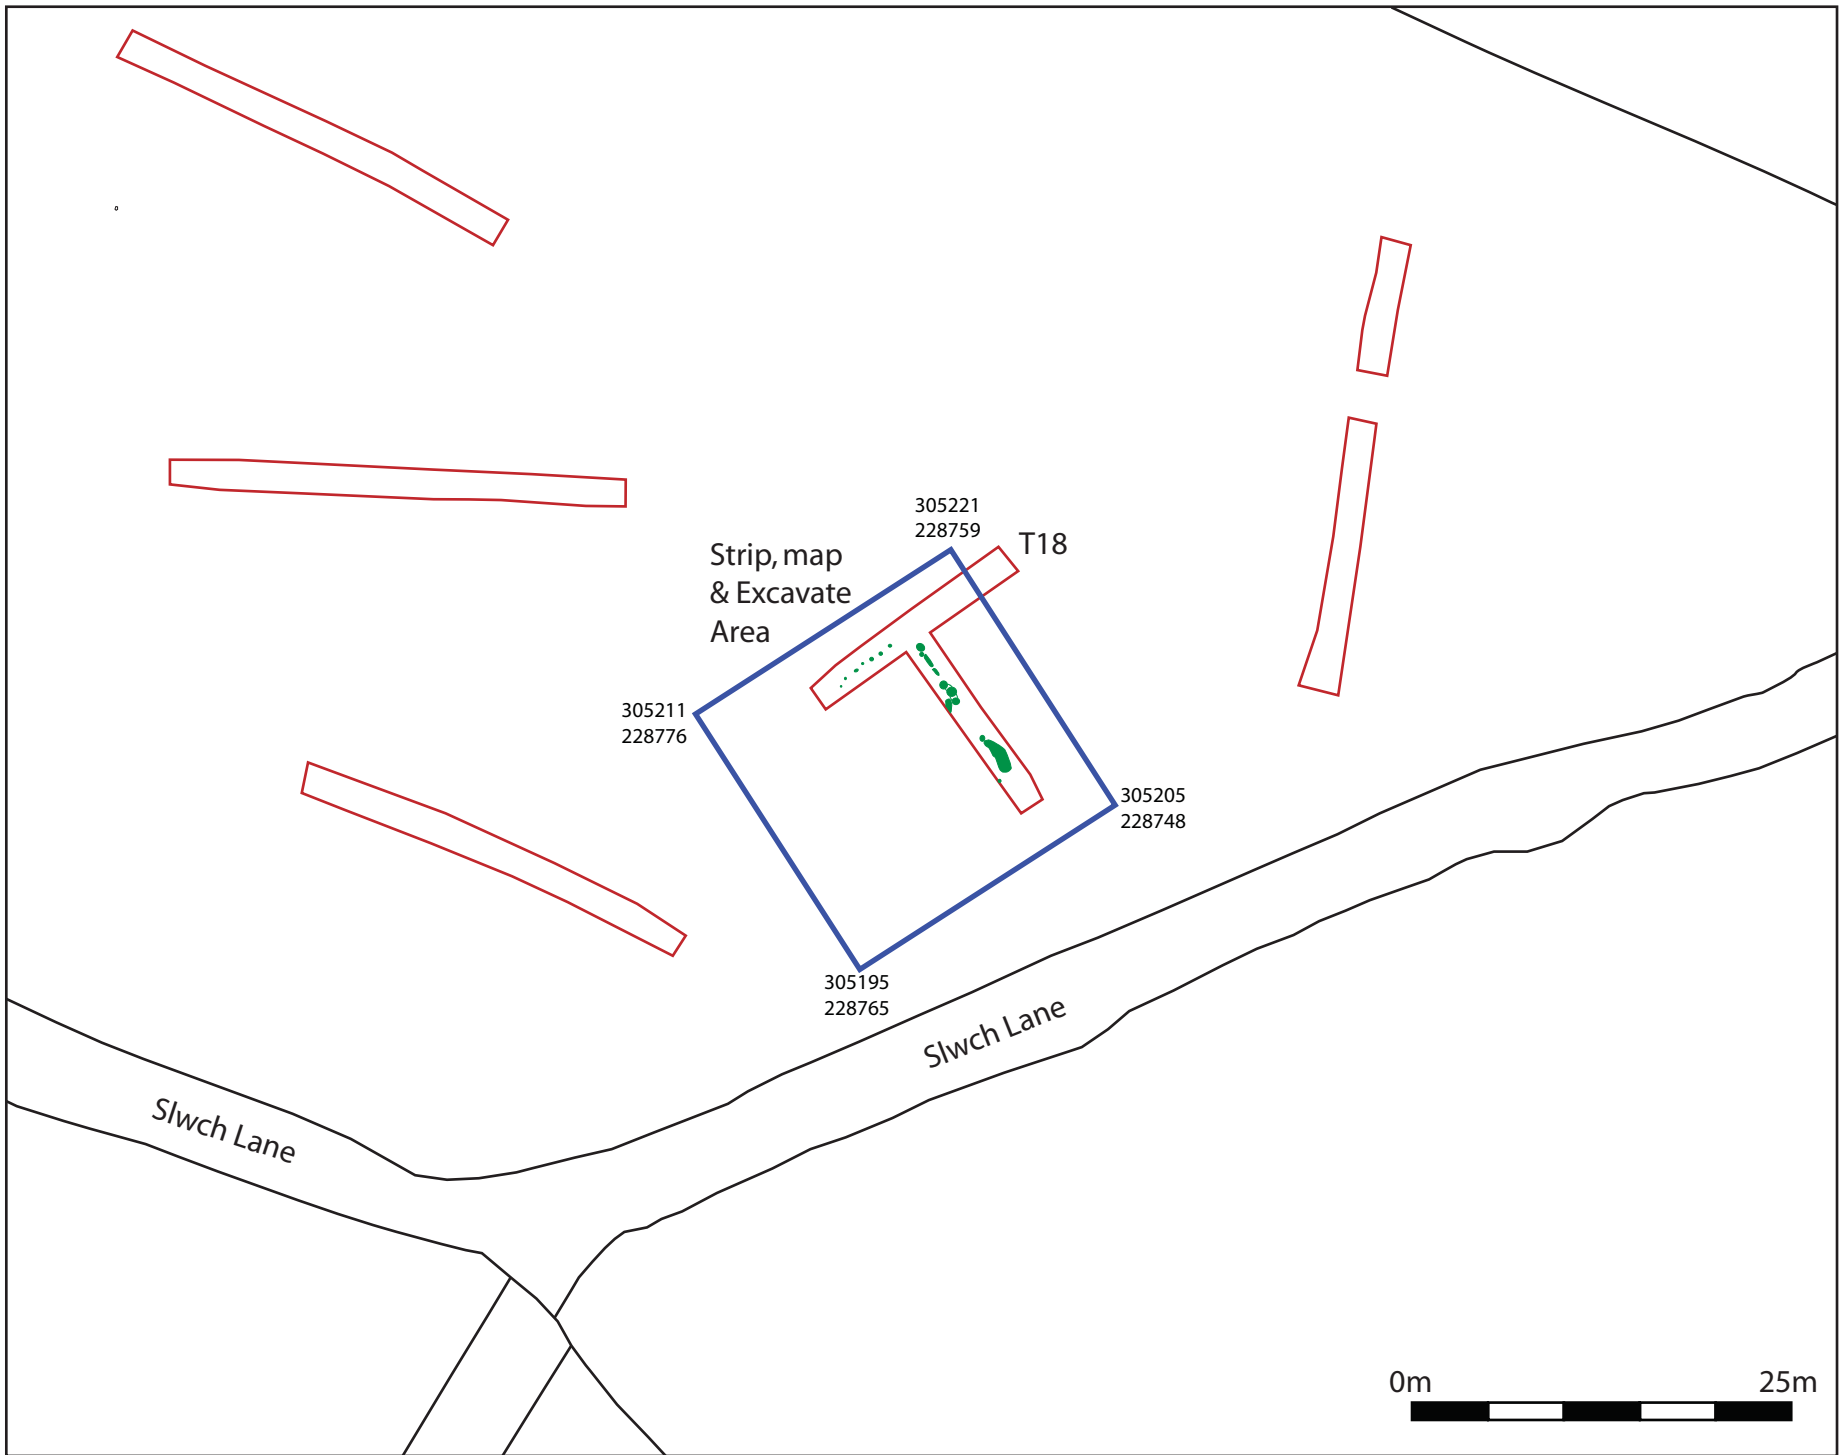 305221
228759
T18
Strip, map
& Excavate
Area
305211
228776
305205
228748
305195
228765
Slwch Lane
Slwch Lane
0m
25m